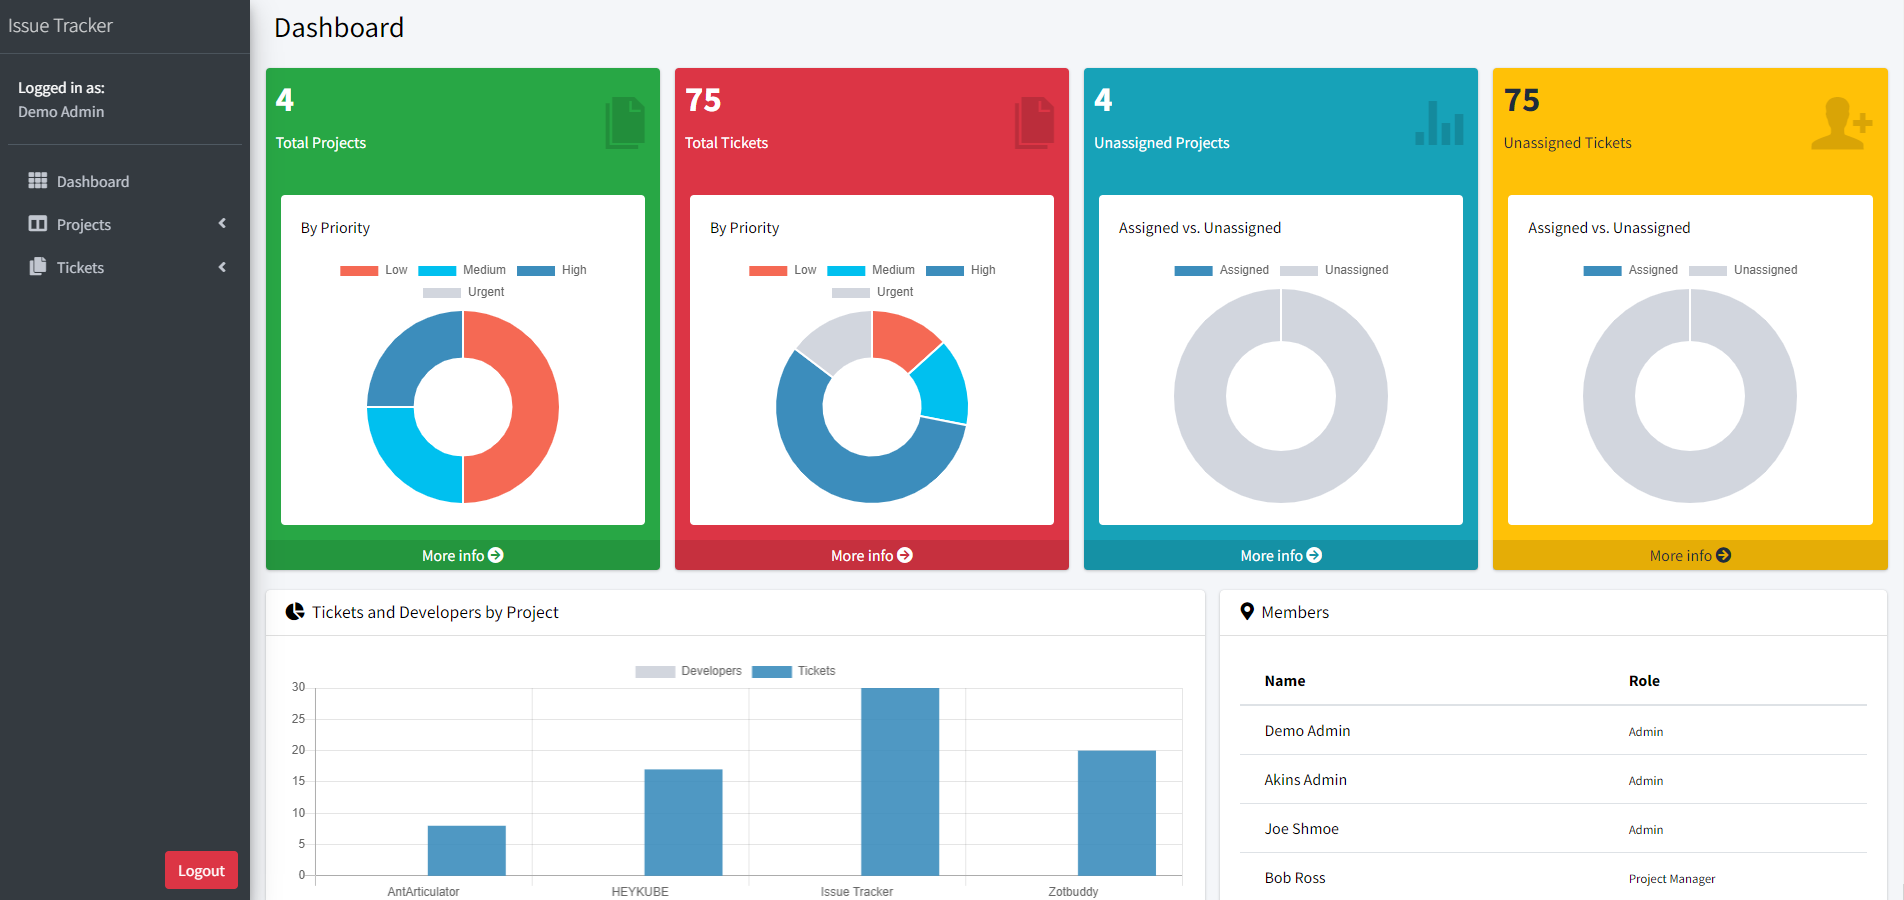 Issue Tracker
Logged in as:
Demo Admin
Dashboard
Projects
Tickets
Logout
Dashboard
4
Total Projects
By Priority
Low Medium High
Urgent
More info
75
Total Tickets
By Priority
Low Medium High
Urgent
More info
4
Unassigned Projects
Assigned vs. Unassigned
Assigned Unassigned
More info
75
Unassigned Tickets
Assigned vs. Unassigned
Assigned Unassigned
More info
Tickets and Developers by Project
Developers Tickets
30
25
20
15
10
5
0
AntArticulator HEYKUBE Issue Tracker Zotbuddy
Members
Name Role
Demo Admin Admin
Akins Admin Admin
Joe Shmoe Admin
Bob Ross Project Manager